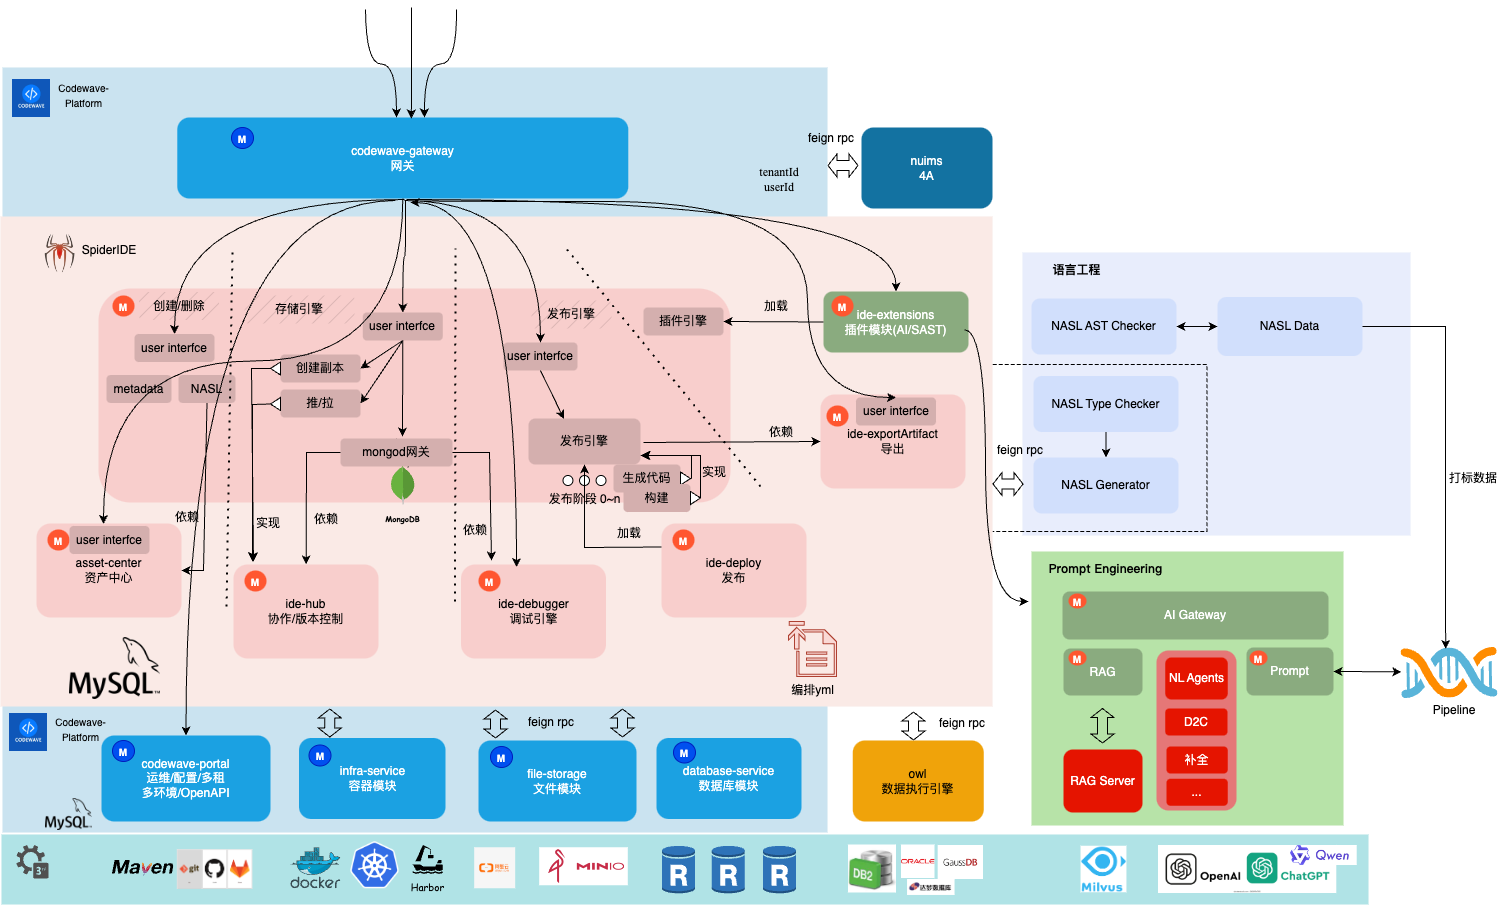 Codewave-
Platform
CODEWAVE
M
codewave-gateway
网关
feign rpc
tenantId
userId
nuims
4A
SpiderIDE
M
创建/删除
存储引擎
发布引擎
user interfce
user interfce
user interfce
插件引擎
加载
M
ide-extensions
插件模块(AI/SAST)
metadata
NASL
创建副本
推/拉
mongod网关
MongoDB
发布引擎
发布阶段 0~n
生成代码
构建
实现
依赖
M
user interfce
ide-exportArtifact
导出
依赖
实现
依赖
依赖
加载
M
user interfce
asset-center
资产中心
M
ide-hub
协作/版本控制
M
ide-debugger
调试引擎
M
ide-deploy
发布
MySQL
编排yml
语言工程
NASL AST Checker
NASL Data
NASL Type Checker
NASL Generator
feign rpc
打标数据
Prompt Engineering
M
AI Gateway
M
RAG
NL Agents
M
Prompt
D2C
补全
...
RAG Server
Pipeline
CODEWAVE
Codewave-
Platform
feign rpc
feign rpc
M
codewave-portal
运维/配置/多租
多环境/OpenAPI
M
infra-service
容器模块
M
file-storage
文件模块
M
database-service
数据库模块
owl
数据执行引擎
MySQL
3
Maven
git
docker
Harbor
阿里云
MINIO
R
R
R
DB2
ORACLE
GaussDB
达梦数据库
Milvus
OpenAI
ChatGPT
Qwen